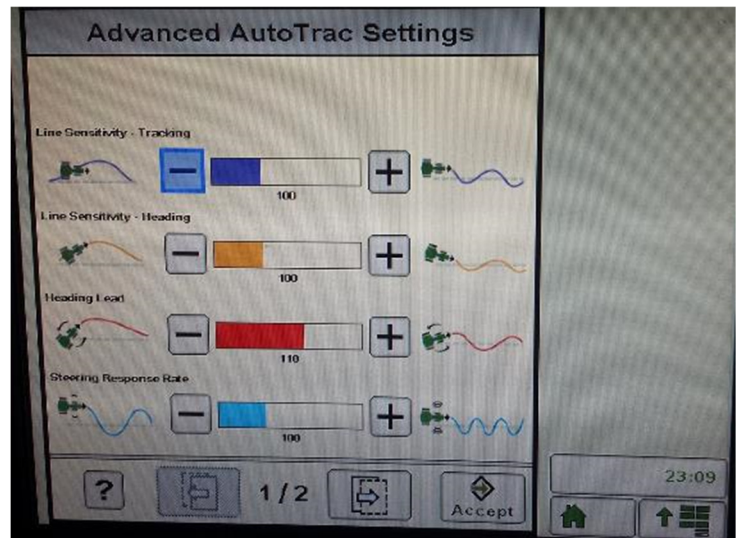 Advanced AutoTrac Settings
Line Sensitivity - Tracking
100
Line Sensitivity - Heading
100
Heading Lead
110
Steering Response Rate
100
?
1 / 2
Accept
23:09